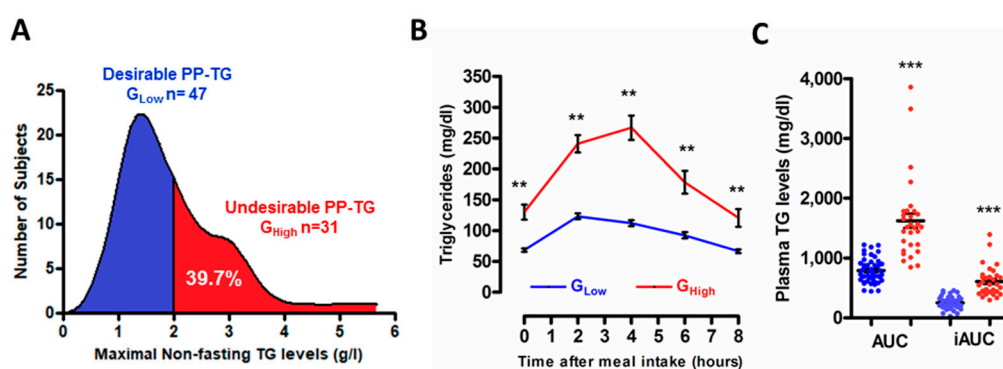 A
Desirable PP-TG
GLow n= 47
Undesirable PP-TG
GHigh n=31
39.7%
Number of Subjects
25
20
15
10
5
0
0 1 2 3 4 5 6
Maximal Non-fasting TG levels (g/l)
B
Triglycerides (mg/dl)
350
300
250
200
150
100
50
00
** ** ** ** **
GLow GHigh
0 1 2 3 4 5 6 7 8
Time after meal intake (hours)
C
Plasma TG levels (mg/dl)
4,000
3,000
2,000
1,000
0
***
***
AUC iAUC